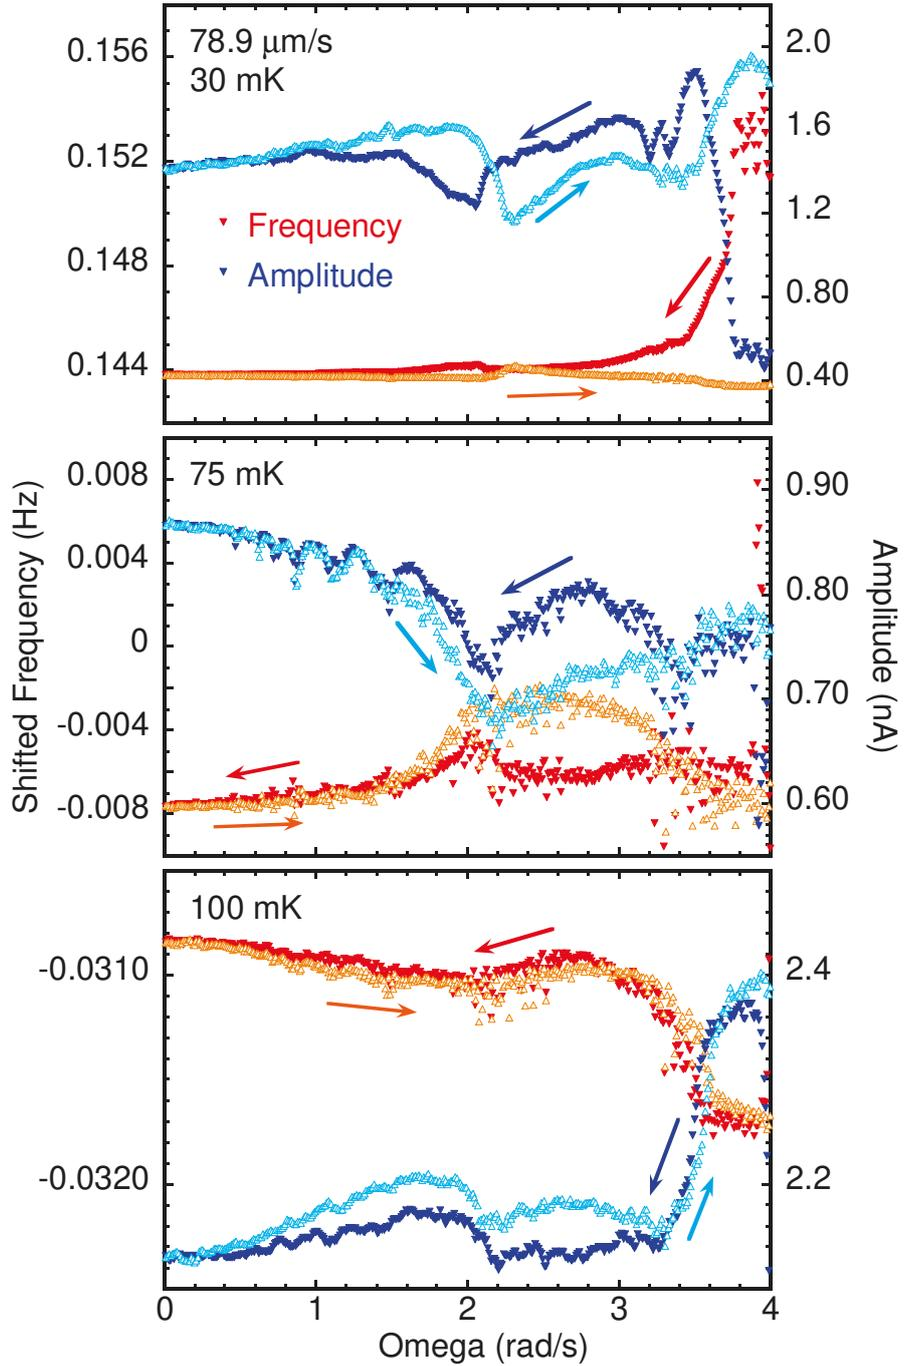 78.9 μm/s
30 mK
0.156
0.152
0.148
0.144
2.0
1.6
1.2
0.80
0.40
Frequency
Amplitude
75 mK
0.008
0.004
0
-0.004
-0.008
0.90
0.80
0.70
0.60
Shifted Frequency (Hz)
Amplitude (nA)
100 mK
-0.0310
-0.0320
2.4
2.2
0 1 2 3 4
Omega (rad/s)